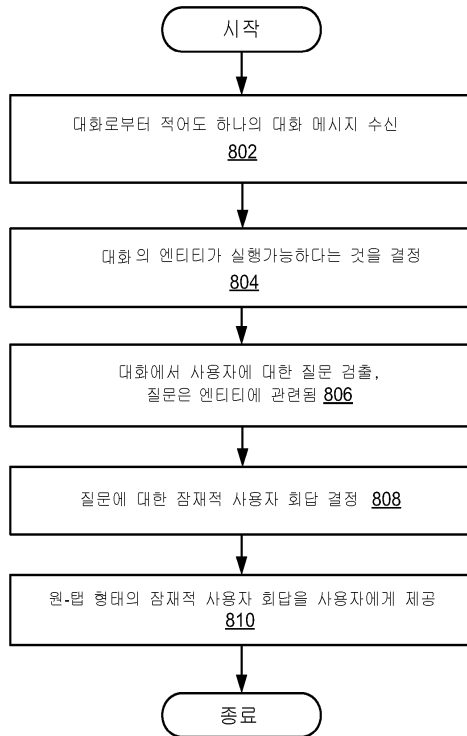 시작
대화로부터 적어도 하나의 대화 메시지 수신
802
대화의 엔티티가 실행가능하다는 것을 결정
804
대화에서 사용자에 대한 질문 검출,
질문은 엔티티에 관련됨 806
질문에 대한 잠재적 사용자 회답 결정 808
원-탭 형태의 잠재적 사용자 회답을 사용자에게 제공
810
종료